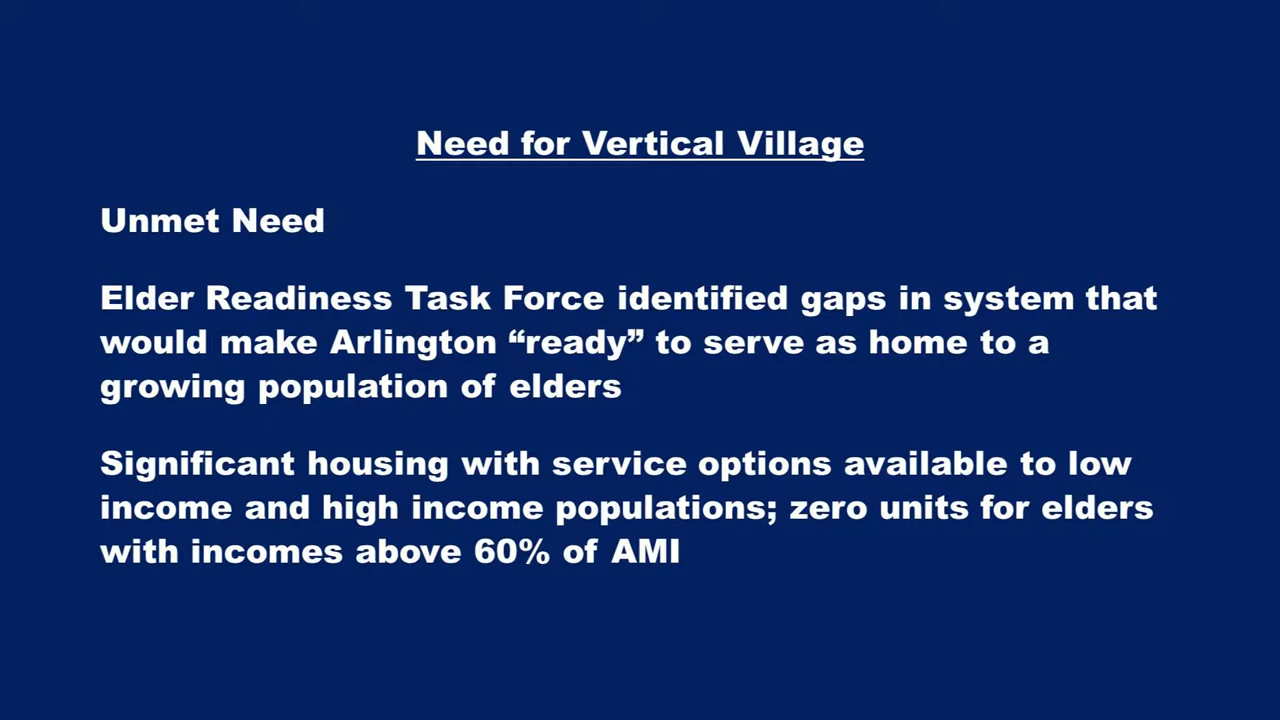 Need for Vertical Village
Unmet Need
Elder Readiness Task Force identified gaps in system that
would make Arlington “ready” to serve as home to a
growing population of elders
Significant housing with service options available to low
income and high income populations; zero units for elders
with incomes above 60% of AMI